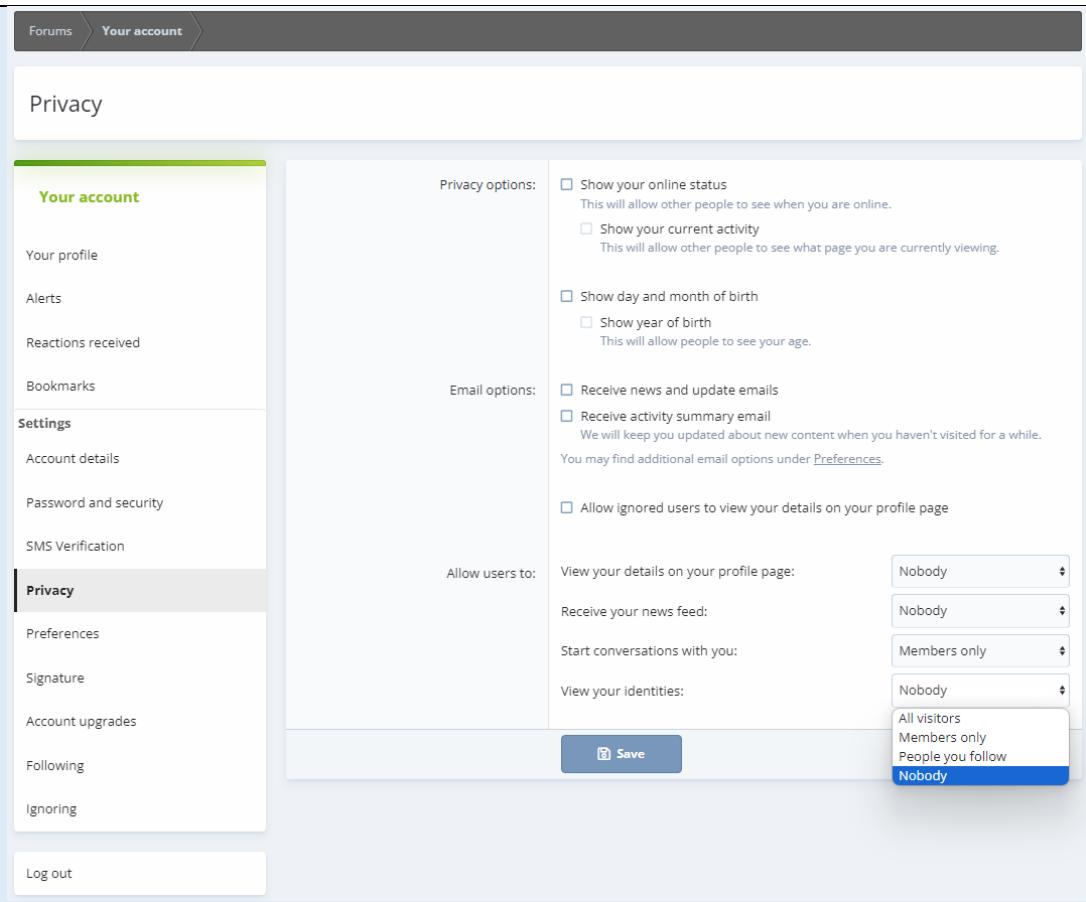 Forums
Your account
Privacy
Your account
Your profile
Alerts
Reactions received
Bookmarks
Settings
Account details
Password and security
SMS Verification
Privacy
Preferences
Signature
Account upgrades
Following
Ignoring
Log out
Privacy options:
Show your online status
This will allow other people to see when you are online.
Show your current activity
This will allow other people to see what page you are currently viewing.
Show day and month of birth
Show year of birth
This will allow people to see your age.
Email options:
Receive news and update emails
Receive activity summary email
We will keep you updated about new content when you haven't visited for a while.
You may find additional email options under Preferences.
Allow ignored users to view your details on your profile page
Allow users to:
View your details on your profile page:
Nobody
Receive your news feed:
Nobody
Start conversations with you:
Members only
View your identities:
Nobody
All visitors
Members only
People you follow
Nobody
Save